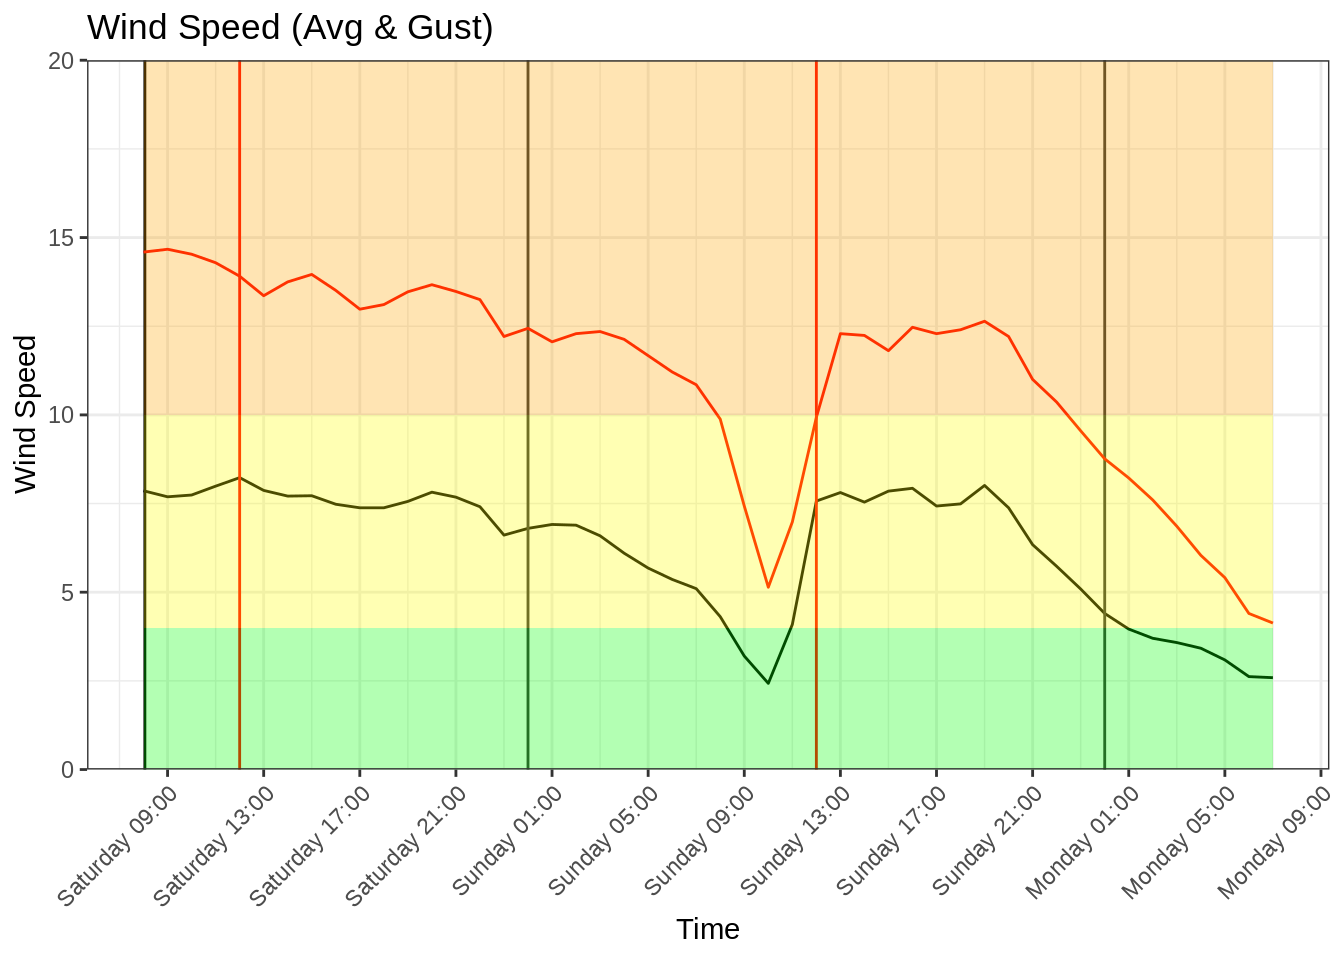 Wind Speed (Avg & Gust)
20
15
10
5
0
Wind Speed
Saturday 09:00
Saturday 13:00
Saturday 17:00
Saturday 21:00
Sunday 01:00
Sunday 05:00
Sunday 09:00
Sunday 13:00
Sunday 17:00
Sunday 21:00
Monday 01:00
Monday 05:00
Monday 09:00
Time